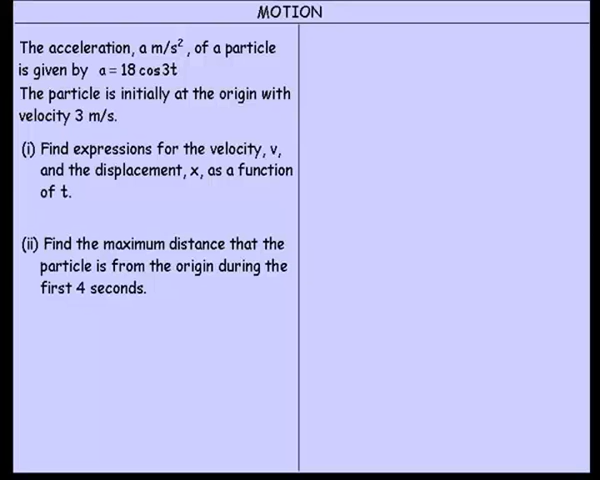 MOTION
The acceleration, a m/s², of a particle
is given by a = 18 cos3t
The particle is initially at the origin with
velocity 3 m/s.
(i) Find expressions for the velocity, v,
and the displacement, x, as a function
of t.
(ii) Find the maximum distance that the
particle is from the origin during the
first 4 seconds.